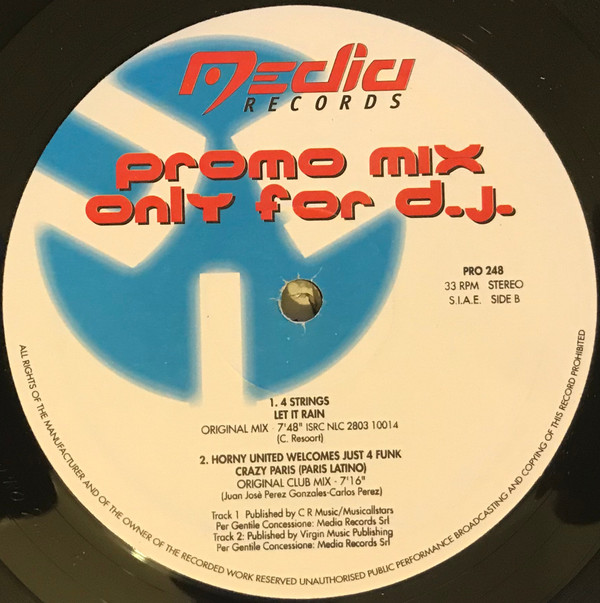 Media
RECORDS
promo mix
only for d.j.
PRO 248
33 RPM STEREO
S.I.A.E. SIDE B
1. 4 STRINGS
LET IT RAIN
ORIGINAL MIX · 7'48" ISRC NLC 2803 10014
(C. Resoort)
2. HORNY UNITED WELCOMES JUST 4 FUNK
CRAZY PARIS (PARIS LATINO)
ORIGINAL CLUB MIX · 7'16"
(Juan Josè Perez Gonzales-Carlos Perez)
Track 1 Published by C R Music/Musicallstars
Per Gentile Concessione: Media Records Srl
Track 2: Published by Virgin Music Publishing
Per Gentile Concessione: Media Records Srl
ALL RIGHTS OF THE MANUFACTURER AND OF THE OWNER OF THE RECORDED WORK RESERVED UNAUTHORISED PUBLIC PERFORMANCE BROADCASTING AND COPYING OF THIS RECORD PROHIBITED